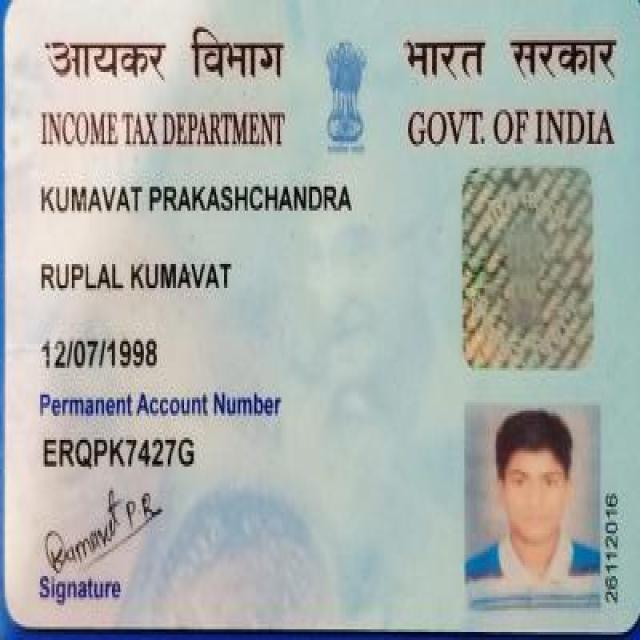 आयकर विभाग
भारत सरकार
INCOME TAX DEPARTMENT
GOVT. OF INDIA
KUMAVAT PRAKASHCHANDRA
RUPLAL KUMAVAT
12/07/1998
Permanent Account Number
ERQPK7427G
P.R
Signature
26112016